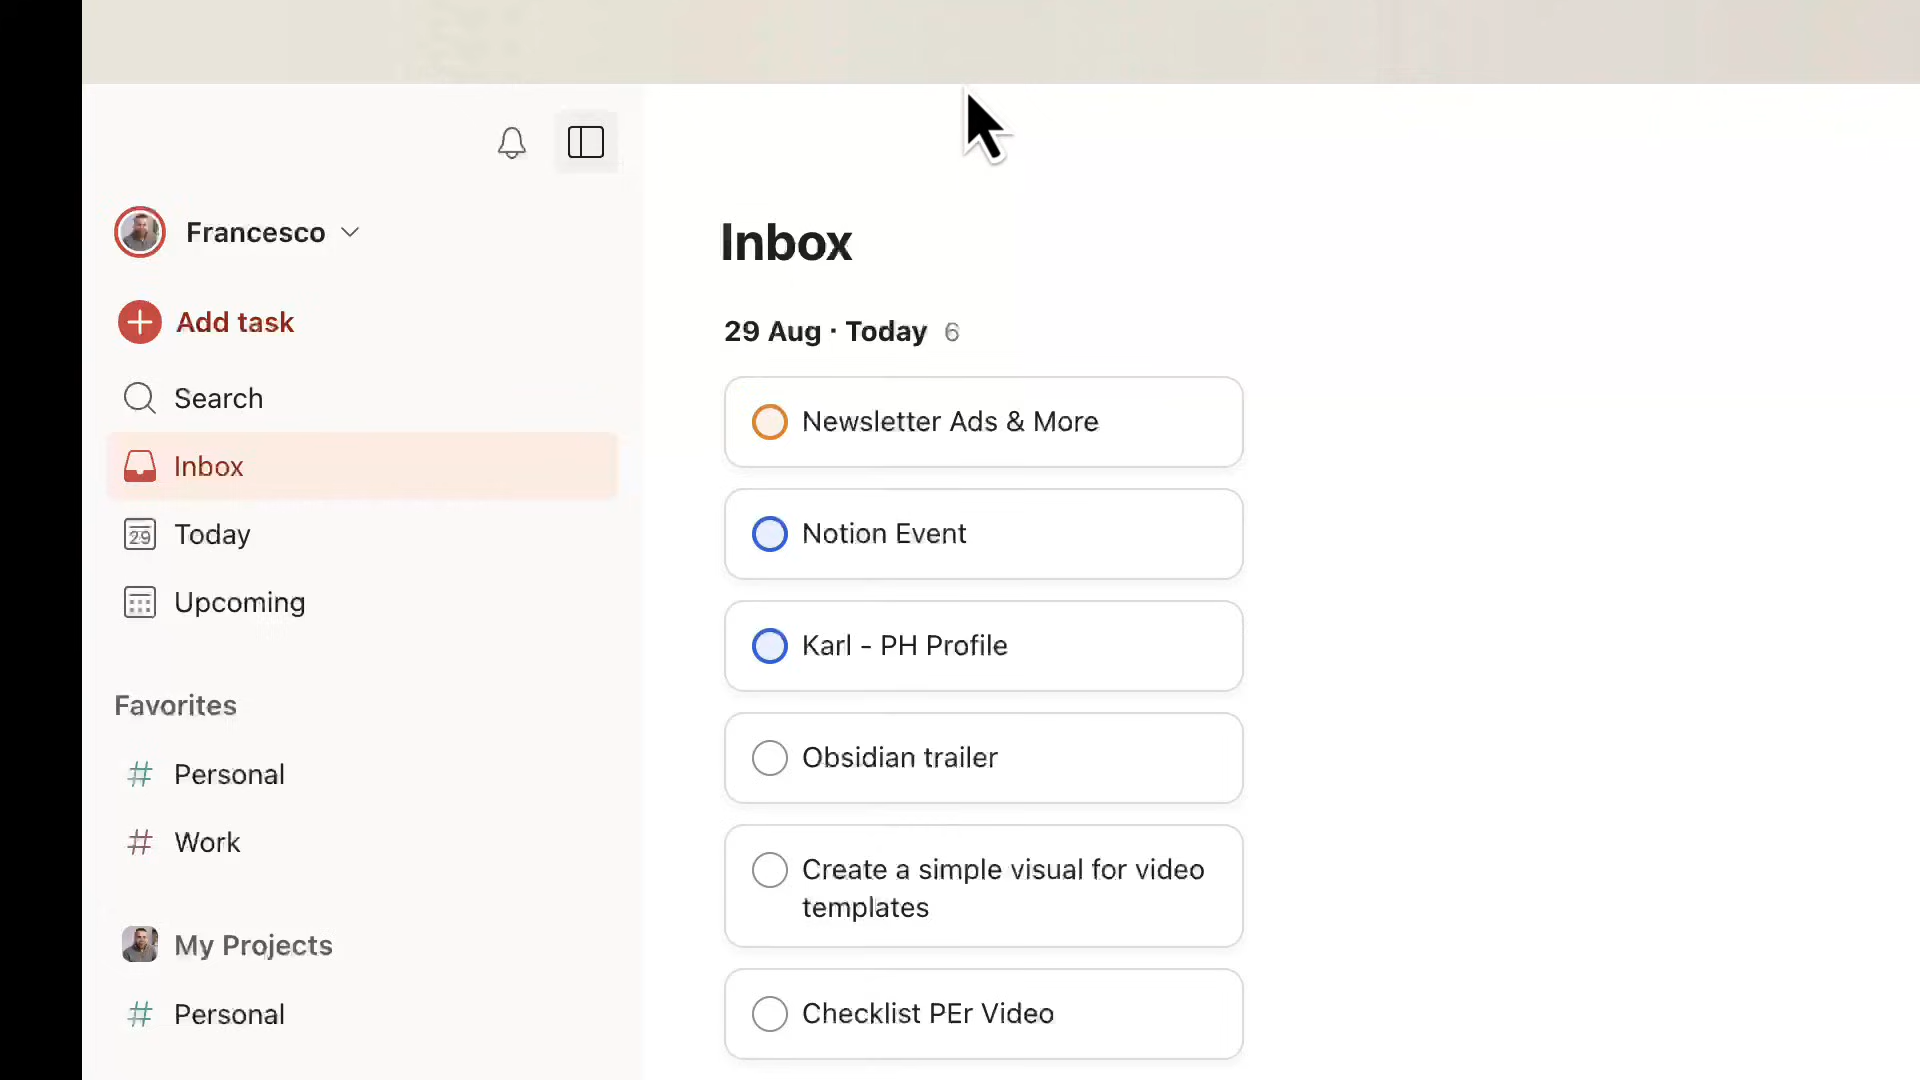 Francesco
Add task
Search
Inbox
29
Today
Upcoming
Favorites
# Personal
# Work
My Projects
# Personal
Inbox
29 Aug · Today 6
Newsletter Ads & More
Notion Event
Karl - PH Profile
Obsidian trailer
Create a simple visual for video
templates
Checklist PEr Video